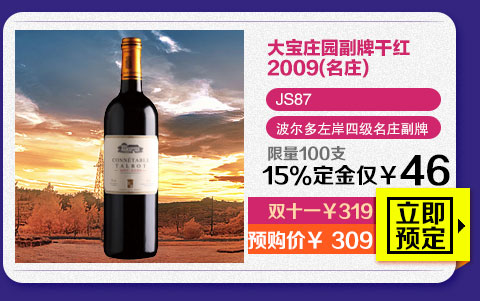 大宝庄园副牌干红
2009(名庄)
JS87
波尔多左岸四级名庄副牌
限量100支
15%定金仅￥46
双十一￥319
预购价￥ 309
立即
预定
CONNETABLE
TALBOT